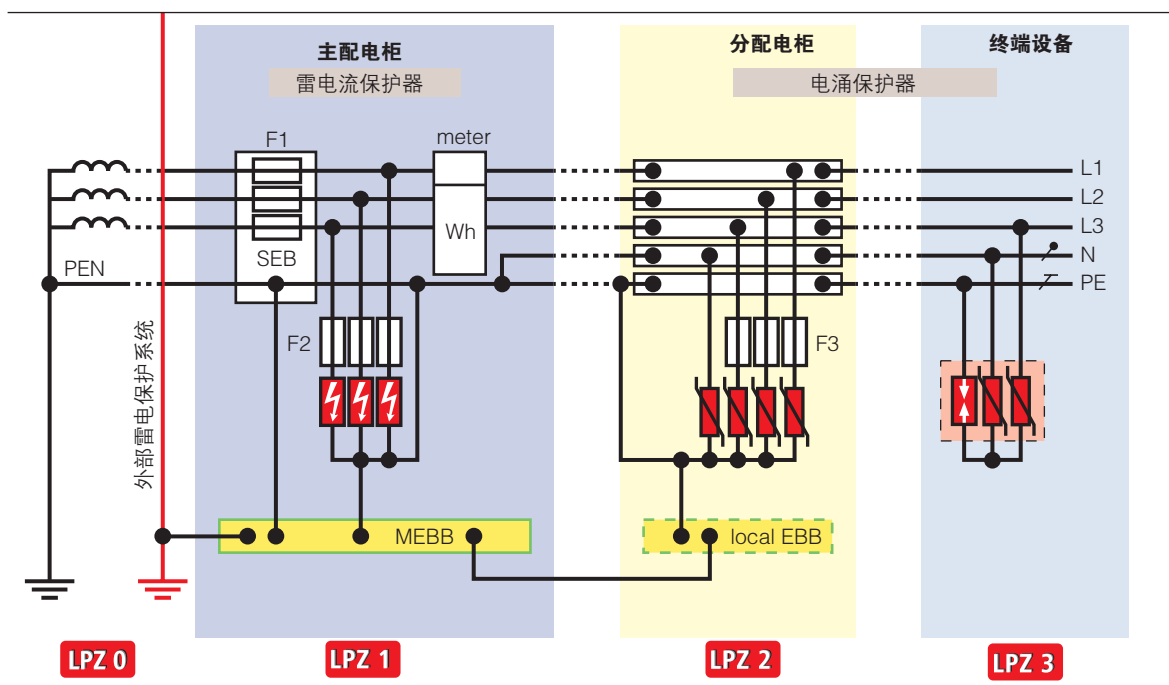 主配电柜
分配电柜
终端设备
雷电流保护器
电涌保护器
F1
meter
L1
L2
L3
Wh
SEB
N
PEN
PE
F2
F3
外部雷电保护系统
MEBB
local EBB
LPZ 0
LPZ 1
LPZ 2
LPZ 3